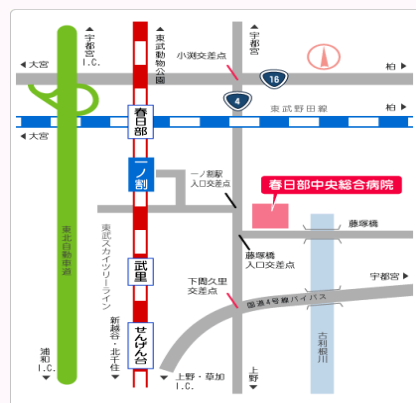 宇都宮
I.C.
東武動物公園
宇都宮
小渕交差点
大宮
柏
16
4
東武野田線
春日部
大宮
柏
一ノ割
一ノ割駅
入口交差点
春日部中央総合病院
藤塚橋
東北自動車道
東武スカイツリーライン
武里
藤塚橋
入口交差点
下間久里
交差点
宇都宮
国道4号線バイパス
古利根川
新越谷・北千住
せんげん台
浦和
I.C.
上野・草加
I.C.
上野